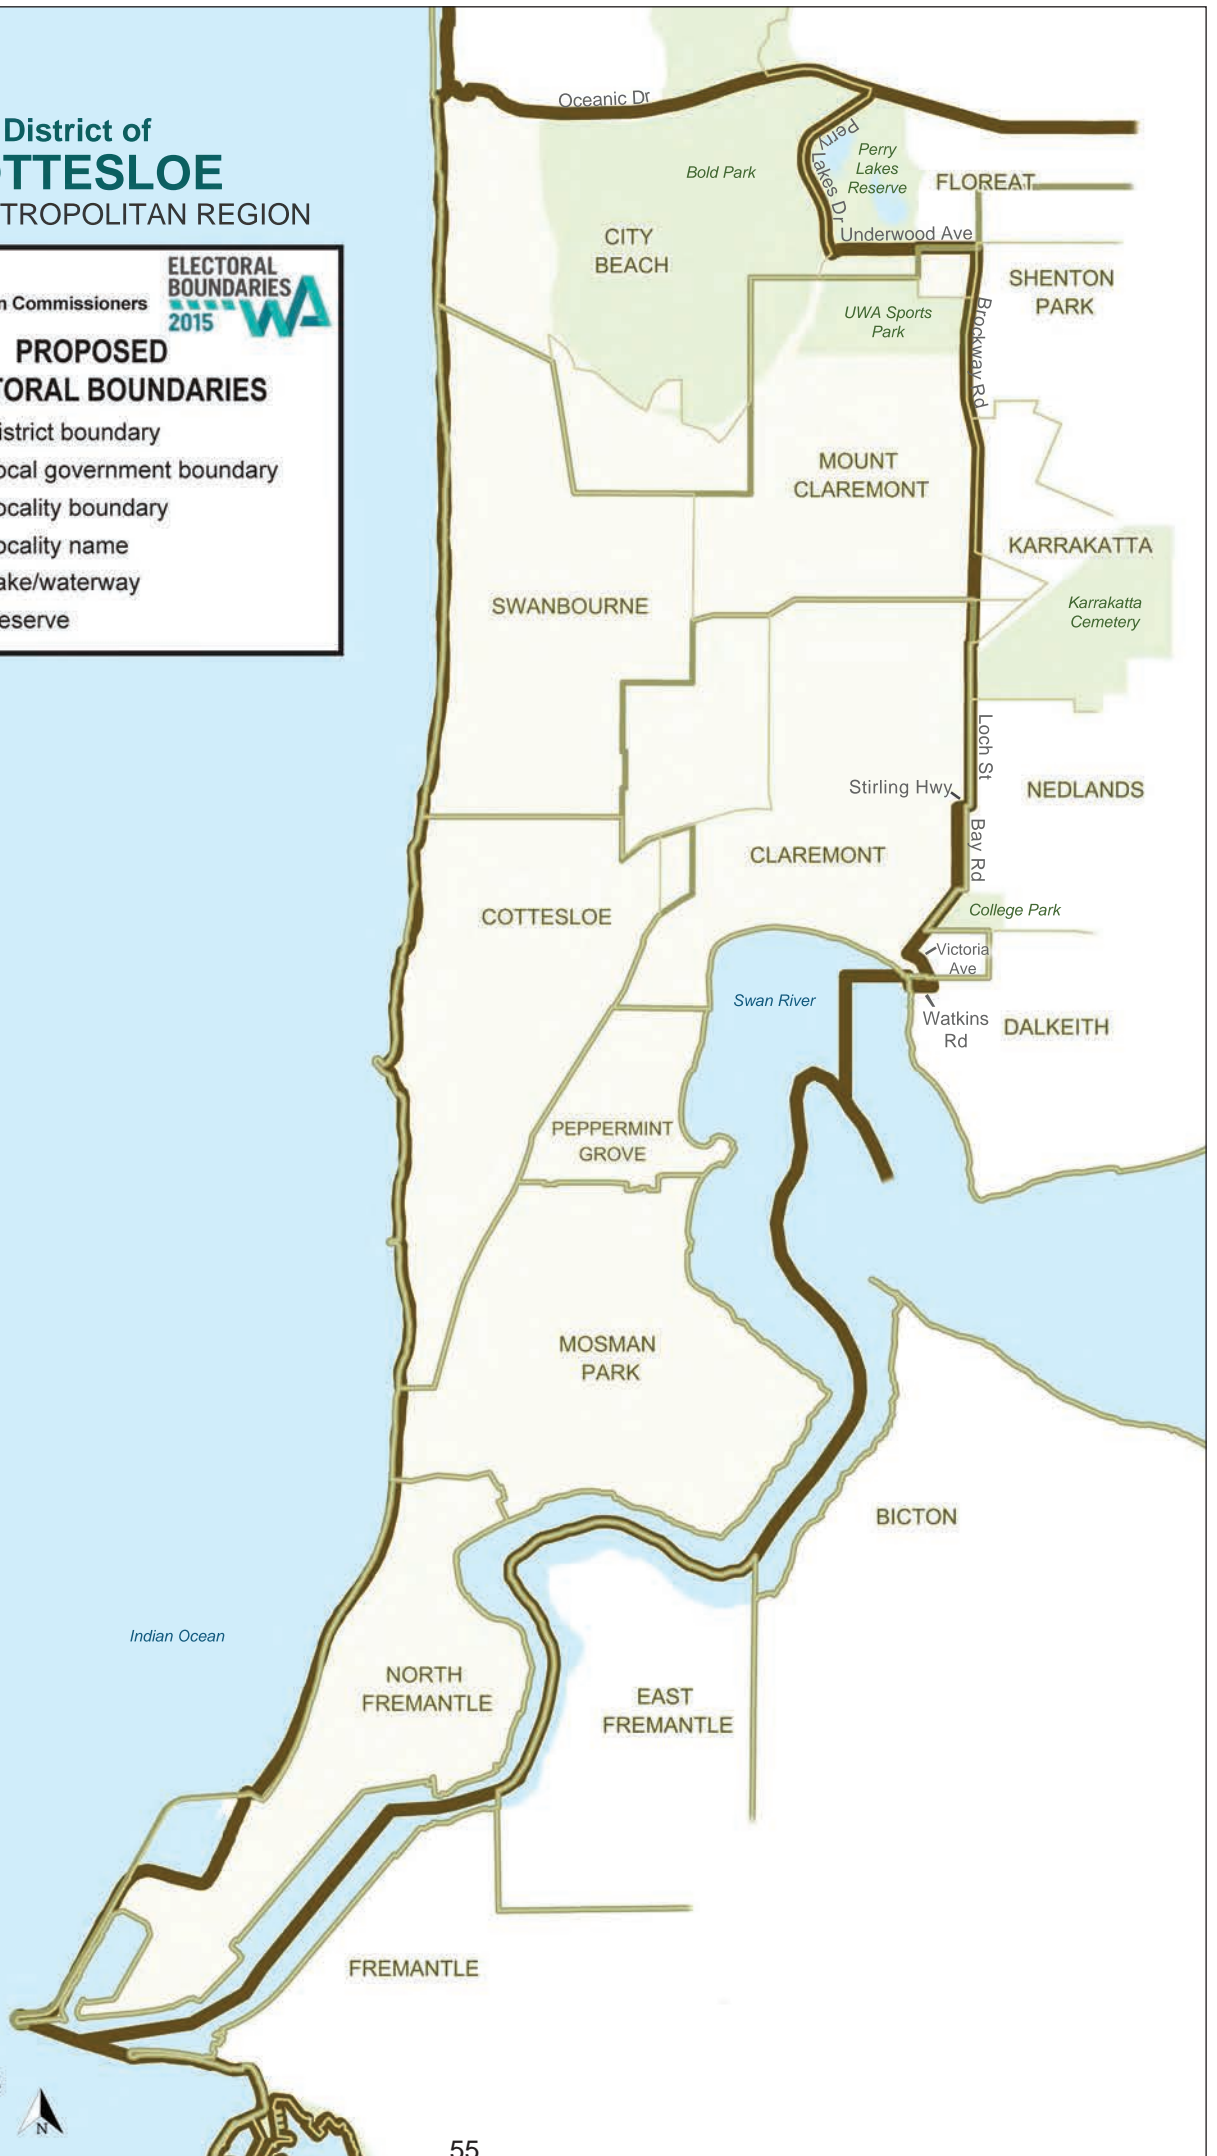 District of
OTTESLOE
TROPOLITAN REGION
ELECTORAL
BOUNDARIES
2015
WA
n Commissioners
PROPOSED
TORAL BOUNDARIES
istrict boundary
ocal government boundary
ocality boundary
ocality name
ake/waterway
eserve
Oceanic Dr
Perry
Lakes Dr
Perry
Lakes
Reserve
Bold Park
FLOREAT
Underwood Ave
CITY
BEACH
SHENTON
PARK
UWA Sports
Park
Brockway Rd
MOUNT
CLAREMONT
KARRAKATTA
SWANBOURNE
Karrakatta
Cemetery
Loch St
Stirling Hwy
NEDLANDS
Bay Rd
CLAREMONT
College Park
COTTESLOE
Victoria
Ave
Swan River
Watkins
Rd
DALKEITH
PEPPERMINT
GROVE
MOSMAN
PARK
BICTON
Indian Ocean
NORTH
FREMANTLE
EAST
FREMANTLE
FREMANTLE
N
55